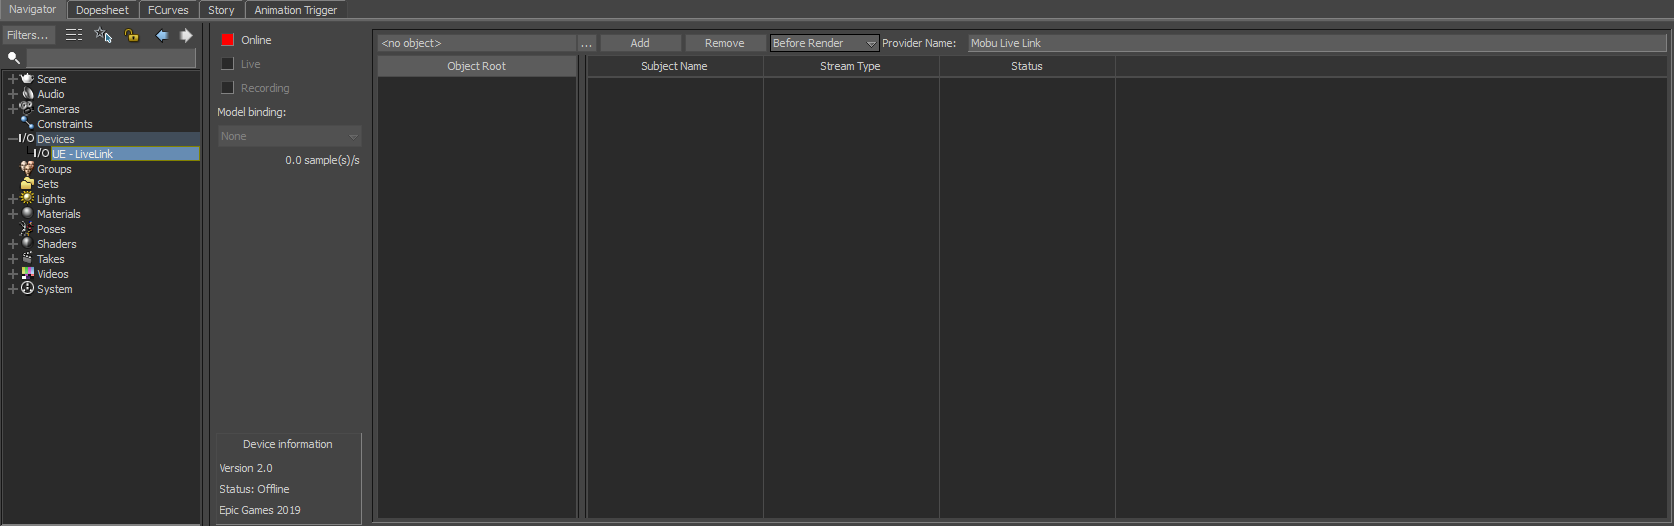 Navigator Dopesheet FCurves Story Animation Trigger
Filters...
Scene
Audio
Cameras
Constraints
I/O Devices
I/O UE - LiveLink
Groups
Sets
Lights
Materials
Poses
Shaders
Takes
Videos
System
Online
Live
Recording
Model binding:
None
0.0 sample(s)/s
Device information
Version 2.0
Status: Offline
Epic Games 2019
<no object> ... Add Remove Before Render Provider Name: Mobu Live Link
Object Root Subject Name Stream Type Status